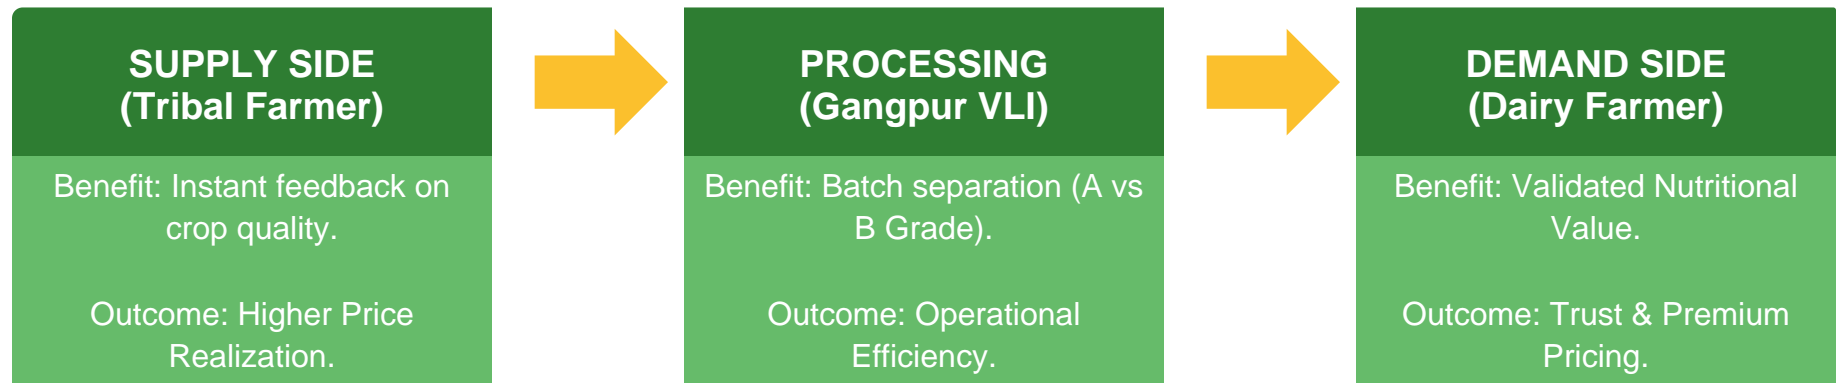 SUPPLY SIDE
(Tribal Farmer)
Benefit: Instant feedback on
crop quality.
Outcome: Higher Price
Realization.
PROCESSING
(Gangpur VLI)
Benefit: Batch separation (A vs
B Grade).
Outcome: Operational
Efficiency.
DEMAND SIDE
(Dairy Farmer)
Benefit: Validated Nutritional
Value.
Outcome: Trust & Premium
Pricing.